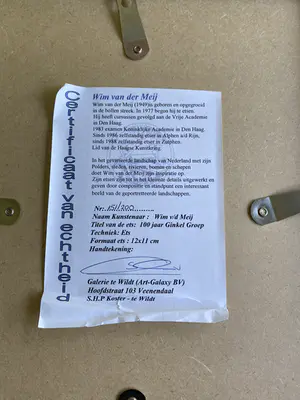 Certificaat van echtheid
Wim van der Meij
Wim van der Meij (1949)is geboren en opgegroeid
in de bollen streek. In 1977 begon hij te etsen.
Hij heeft cursussen gevolgd aan de Vrije Academie
in Den Haag.
1983 examen Koninklijke Academie in Den Haag.
Sinds 1986 zelfstandig etser in Alphen a/d Rijn,
sinds 1988 zelfstandig etser in Zutphen.
Lid van de Haagse Kunstkring.
In het gevarieerde landschap van Nederland met zijn
Polders, steden, rivieren, bomen en schepen
doet Wim van der Meij zijn inspiratie op.
Zijn etsen zijn tot in het kleinste details uitgewerkt en
geven door compositie en standpunt een interessant
beeld van de geportretteerde landschappen.
Nr: 151/200
Naam Kunstenaar : Wim v/d Meij
Titel van de ets: 100 jaar Ginkel Groep
Techniek: Ets
Formaat ets : 12x11 cm
Handtekening:
Galerie te Wildt (Art-Galaxy BV)
Hoofdstraat 103 Veenendaal
S.H.P Koster - te Wildt